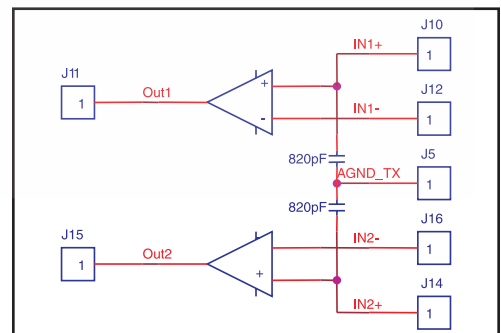 J10
IN1+
1
J11
Out1
1
+
-
J12
IN1-
1
820pF
J5
AGND_TX
1
820pF
J16
IN2-
1
J15
Out2
1
-
+
J14
IN2+
1